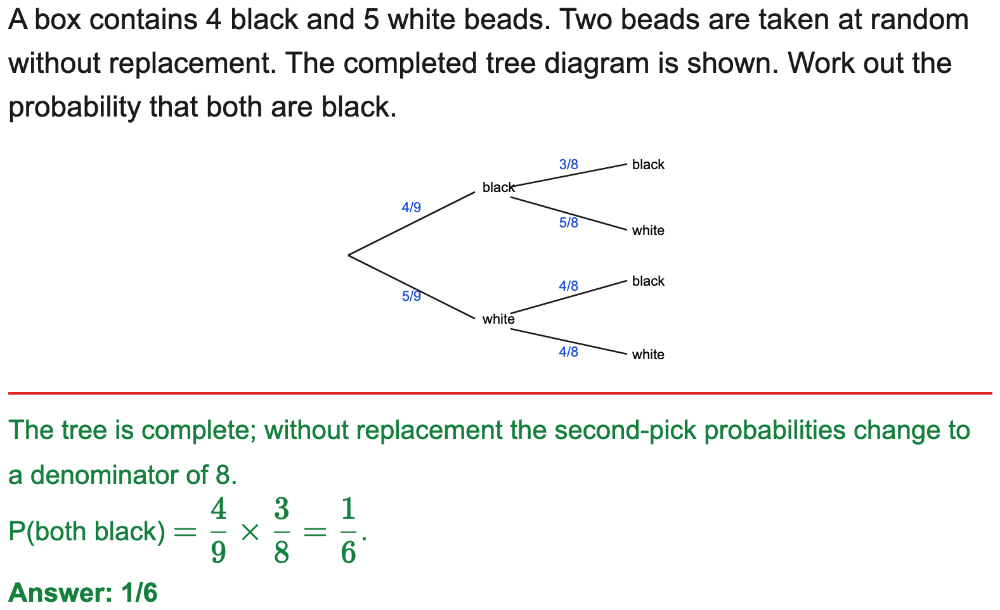 A box contains 4 black and 5 white beads. Two beads are taken at random
without replacement. The completed tree diagram is shown. Work out the
probability that both are black.
3/8 black
black
4/9
5/8 white
4/8 black
5/9
white
4/8 white
The tree is complete; without replacement the second-pick probabilities change to
a denominator of 8.
P(both black) = 4/9 × 3/8 = 1/6.
Answer: 1/6